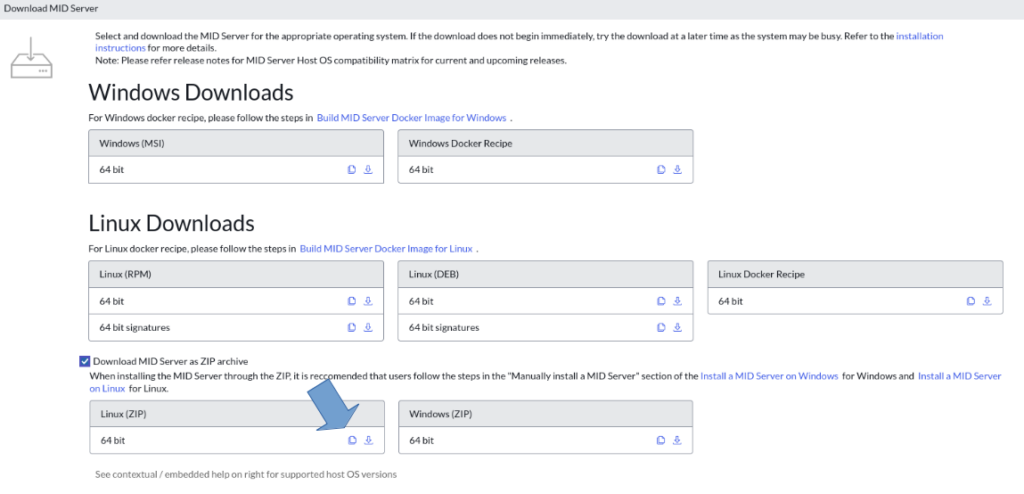 Download MID Server
Select and download the MID Server for the appropriate operating system. If the download does not begin immediately, try the download at a later time as the system may be busy. Refer to the installation
instructions for more details.
Note: Please refer release notes for MID Server Host OS compatibility matrix for current and upcoming releases.
Windows Downloads
For Windows docker recipe, please follow the steps in Build MID Server Docker Image for Windows .
Windows (MSI)
64 bit
Windows Docker Recipe
64 bit
Linux Downloads
For Linux docker recipe, please follow the steps in Build MID Server Docker Image for Linux .
Linux (RPM)
64 bit
64 bit signatures
Linux (DEB)
64 bit
64 bit signatures
Linux Docker Recipe
64 bit
Download MID Server as ZIP archive
When installing the MID Server through the ZIP, it is reccomended that users follow the steps in the "Manually install a MID Server" section of the Install a MID Server on Windows for Windows and Install a MID Server
on Linux for Linux.
Linux (ZIP)
64 bit
Windows (ZIP)
64 bit
See contextual / embedded help on right for supported host OS versions